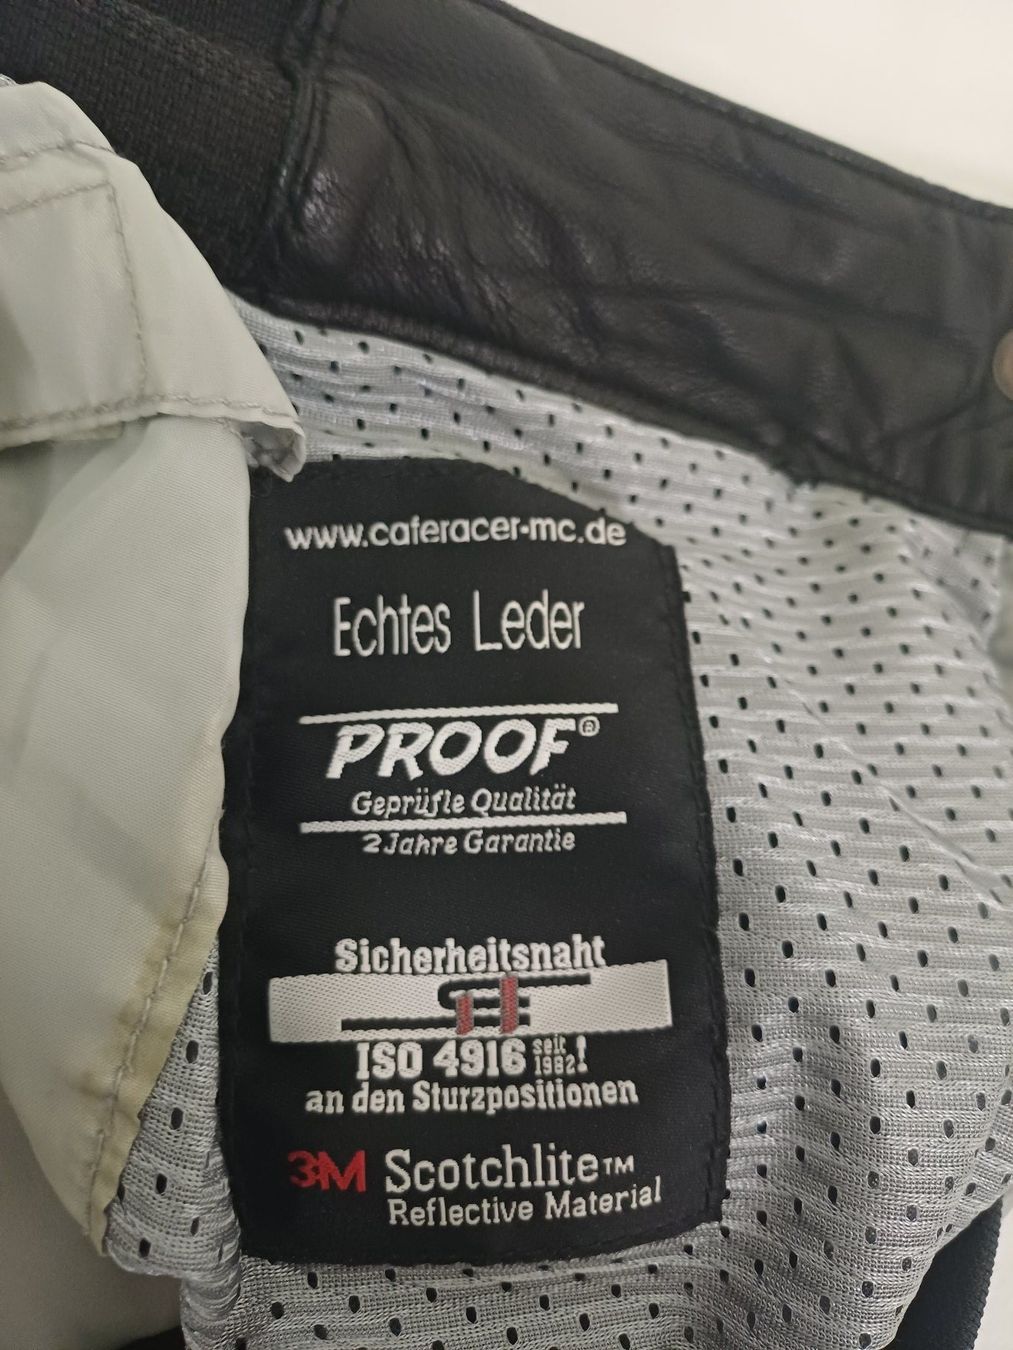 www.caferacer-mc.de
Echtes Leder
PROOF®
Geprüfte Qualität
2 Jahre Garantie
Sicherheitsnaht
ISO 4916 seit 1982!
an den Sturzpositionen
3M Scotchlite™
Reflective Material